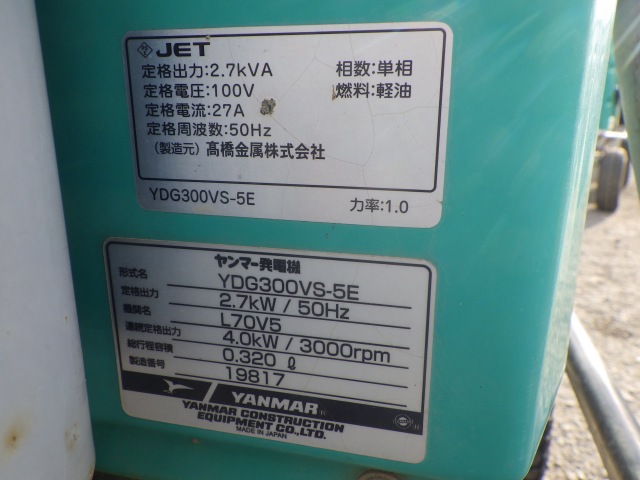 JET
定格出力:2.7kVA 相数:単相
定格電圧:100V 燃料:軽油
定格電流:27A
定格周波数:50Hz
(製造元) 髙橋金属株式会社
YDG300VS-5E 力率:1.0
ヤンマー発電機
形式名 YDG300VS-5E
定格出力 2.7kW / 50Hz
機関名 L70V5
連続定格出力 4.0kW / 3000rpm
総行程容積 0.320 ℓ
製造番号 19817
YANMAR
YANMAR CONSTRUCTION
EQUIPMENT CO.,LTD.
MADE IN JAPAN